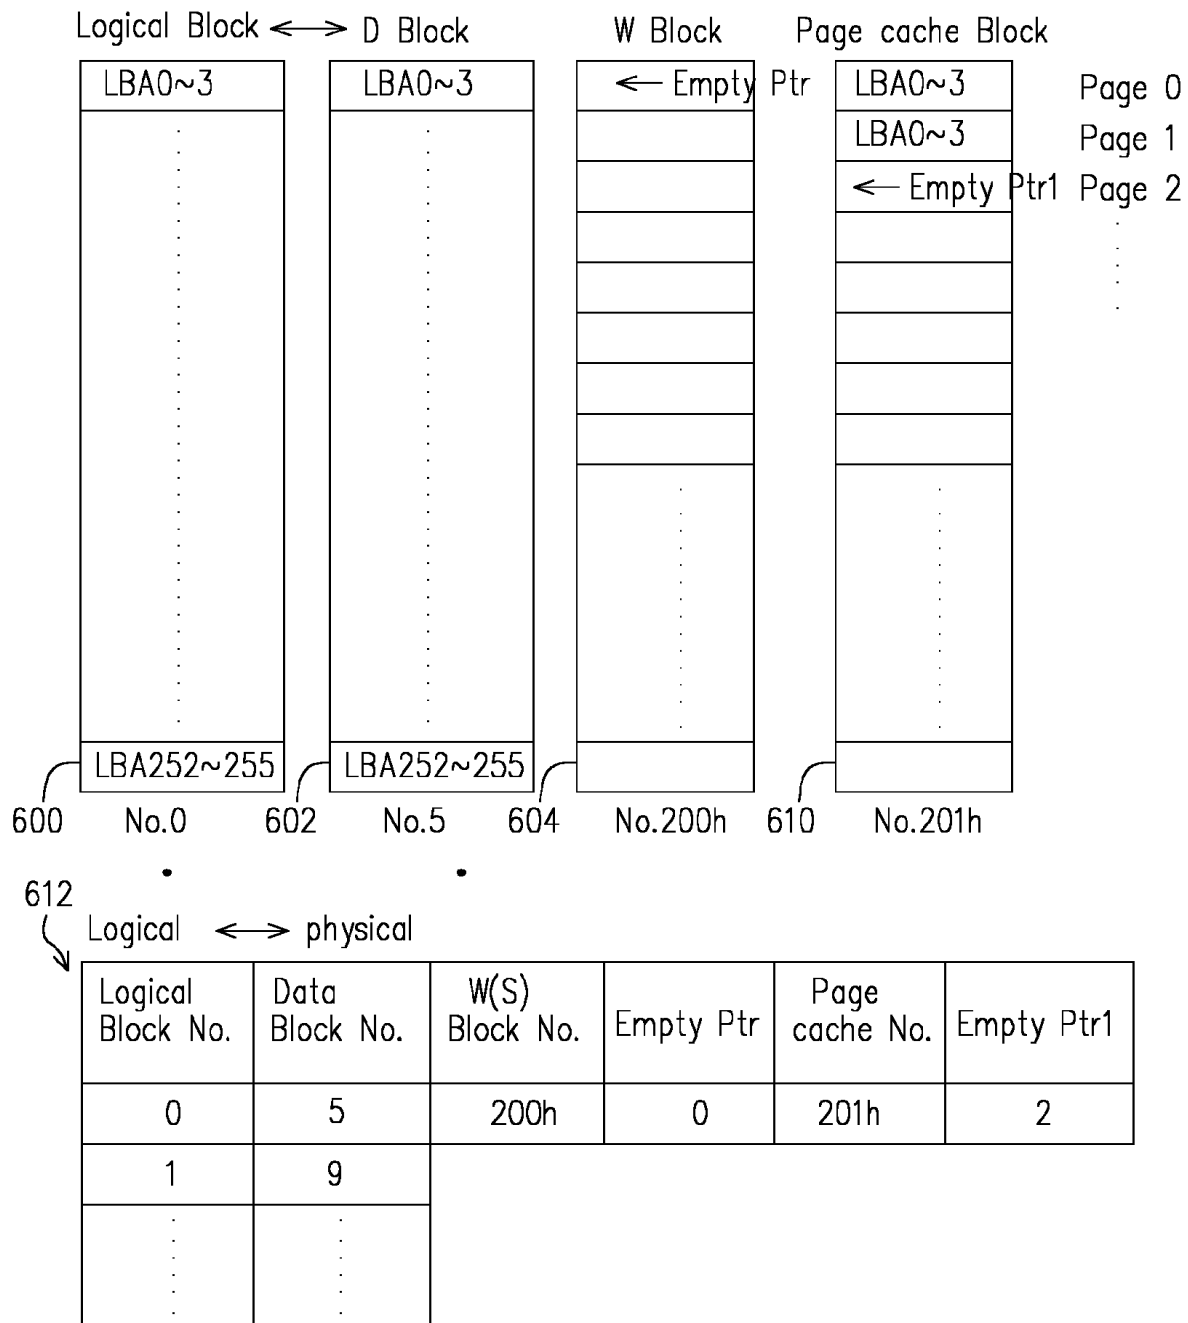 Logical Block ⟷ D Block W Block Page cache Block
LBA0~3 LBA0~3 ← Empty Ptr LBA0~3 Page 0
LBA0~3 Page 1
← Empty Ptr1 Page 2
LBA252~255 LBA252~255
600 No.0 602 No.5 604 No.200h 610 No.201h
612
Logical ⟷ physical
Logical Block No. Data Block No. W(S) Block No. Empty Ptr Page cache No. Empty Ptr1
0 5 200h 0 201h 2
1 9